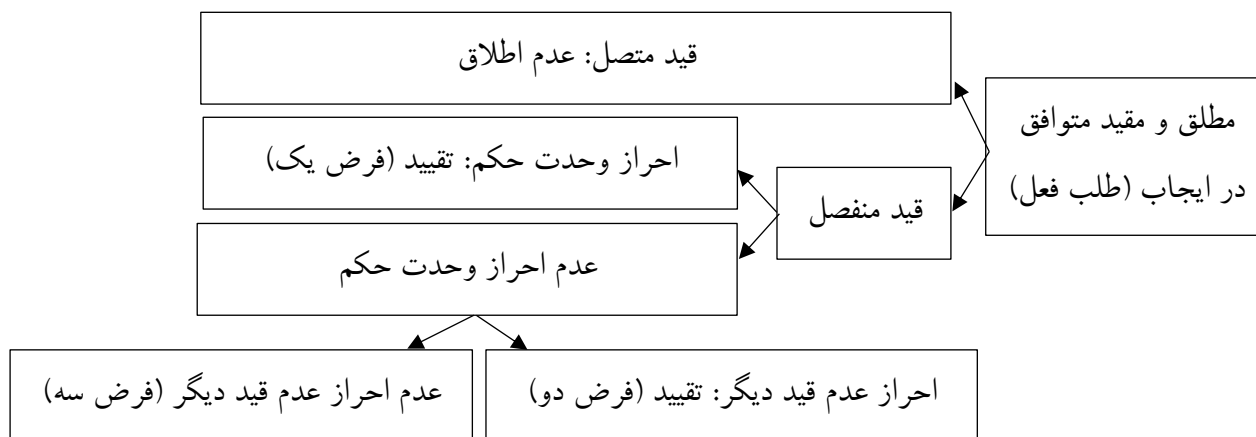 مطلق و مقید متوافق
در ایجاب (طلب فعل)
قید متصل: عدم اطلاق
قید منفصل
احراز وحدت حکم: تقیید (فرض یک)
عدم احراز وحدت حکم
احراز عدم قید دیگر: تقیید (فرض دو)
عدم احراز عدم قید دیگر (فرض سه)